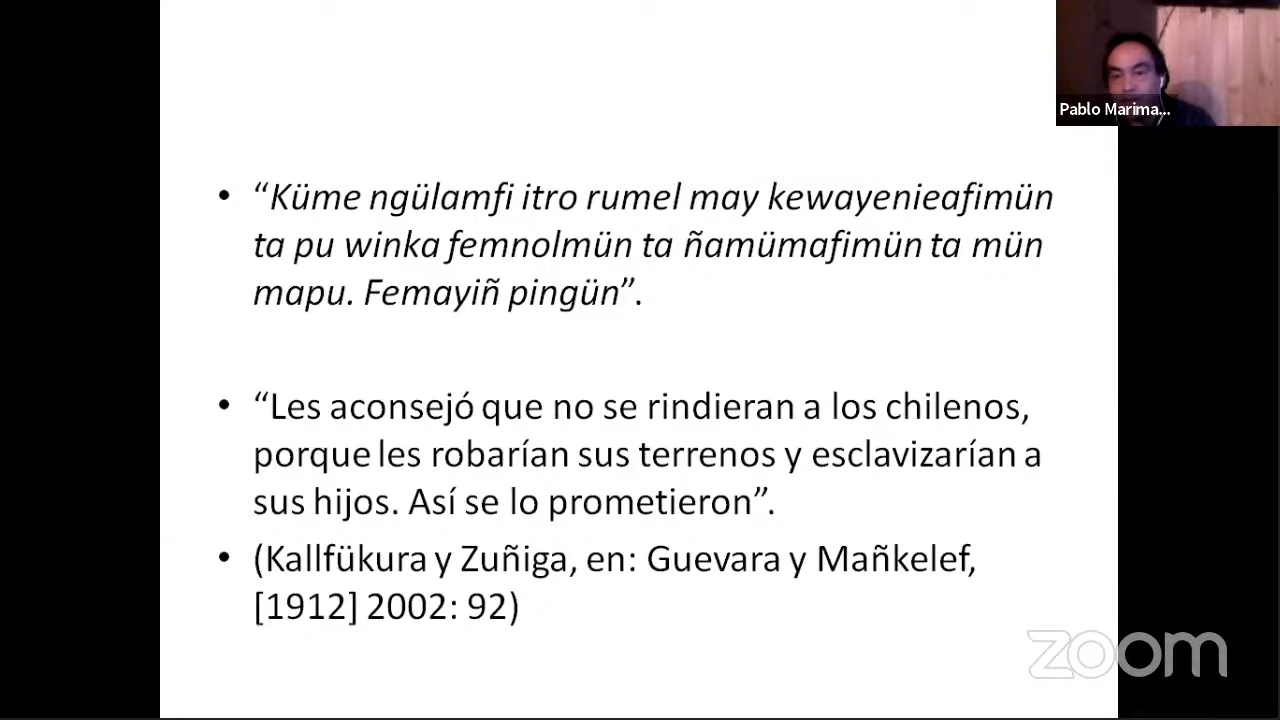 Pablo Marima...
• “Küme ngülamfi itro rumel may kewayenieafimün
ta pu winka femnolmün ta ñamümafimün ta mün
mapu. Femayiñ pingün”.
• “Les aconsejó que no se rindieran a los chilenos,
porque les robarían sus terrenos y esclavizarían a
sus hijos. Así se lo prometieron”.
• (Kallfükura y Zuñiga, en: Guevara y Mañkelef,
[1912] 2002: 92)
zoom